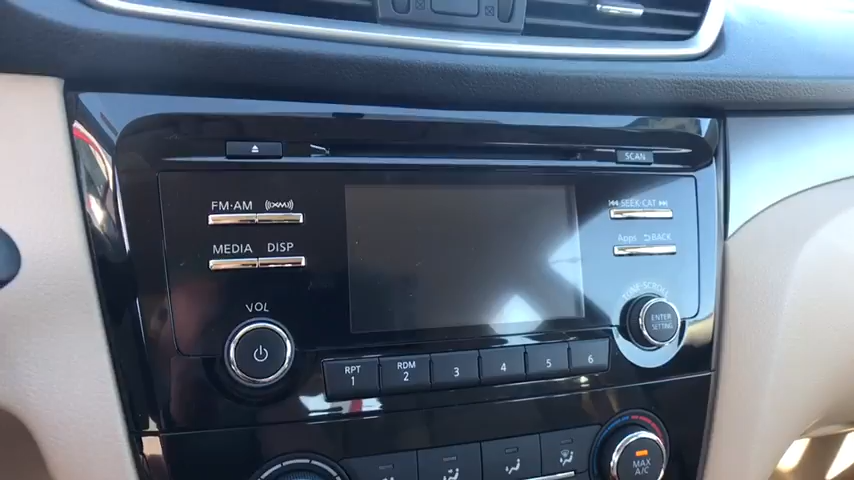 SCAN
FM·AM ((XM)) SEEK·CAT
MEDIA DISP Apps BACK
VOL TUNE·SCROLL
ENTER
SETTING
RPT RDM
1 2 3 4 5 6
MAX
A/C